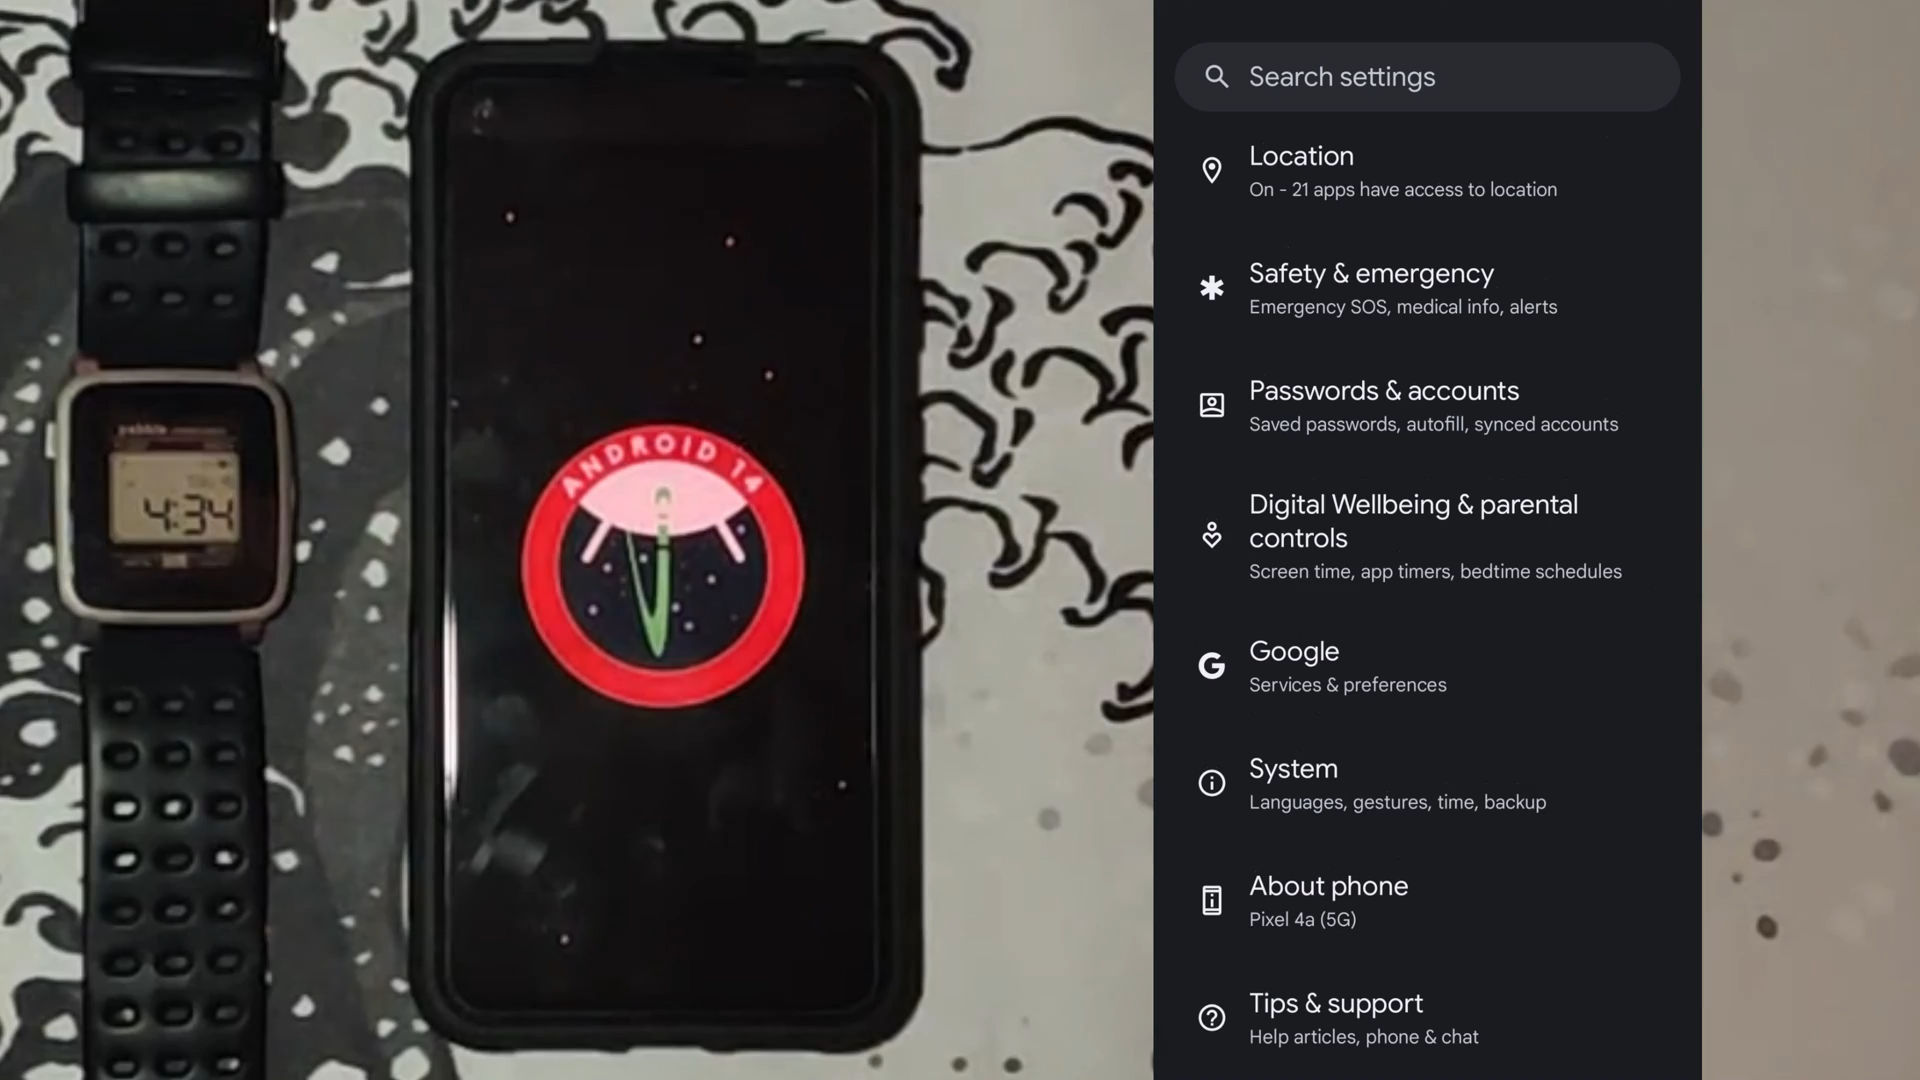 pebble
4:34
ANDROID 14
Search settings
Location
On - 21 apps have access to location
Safety & emergency
Emergency SOS, medical info, alerts
Passwords & accounts
Saved passwords, autofill, synced accounts
Digital Wellbeing & parental
controls
Screen time, app timers, bedtime schedules
Google
Services & preferences
System
Languages, gestures, time, backup
About phone
Pixel 4a (5G)
Tips & support
Help articles, phone & chat